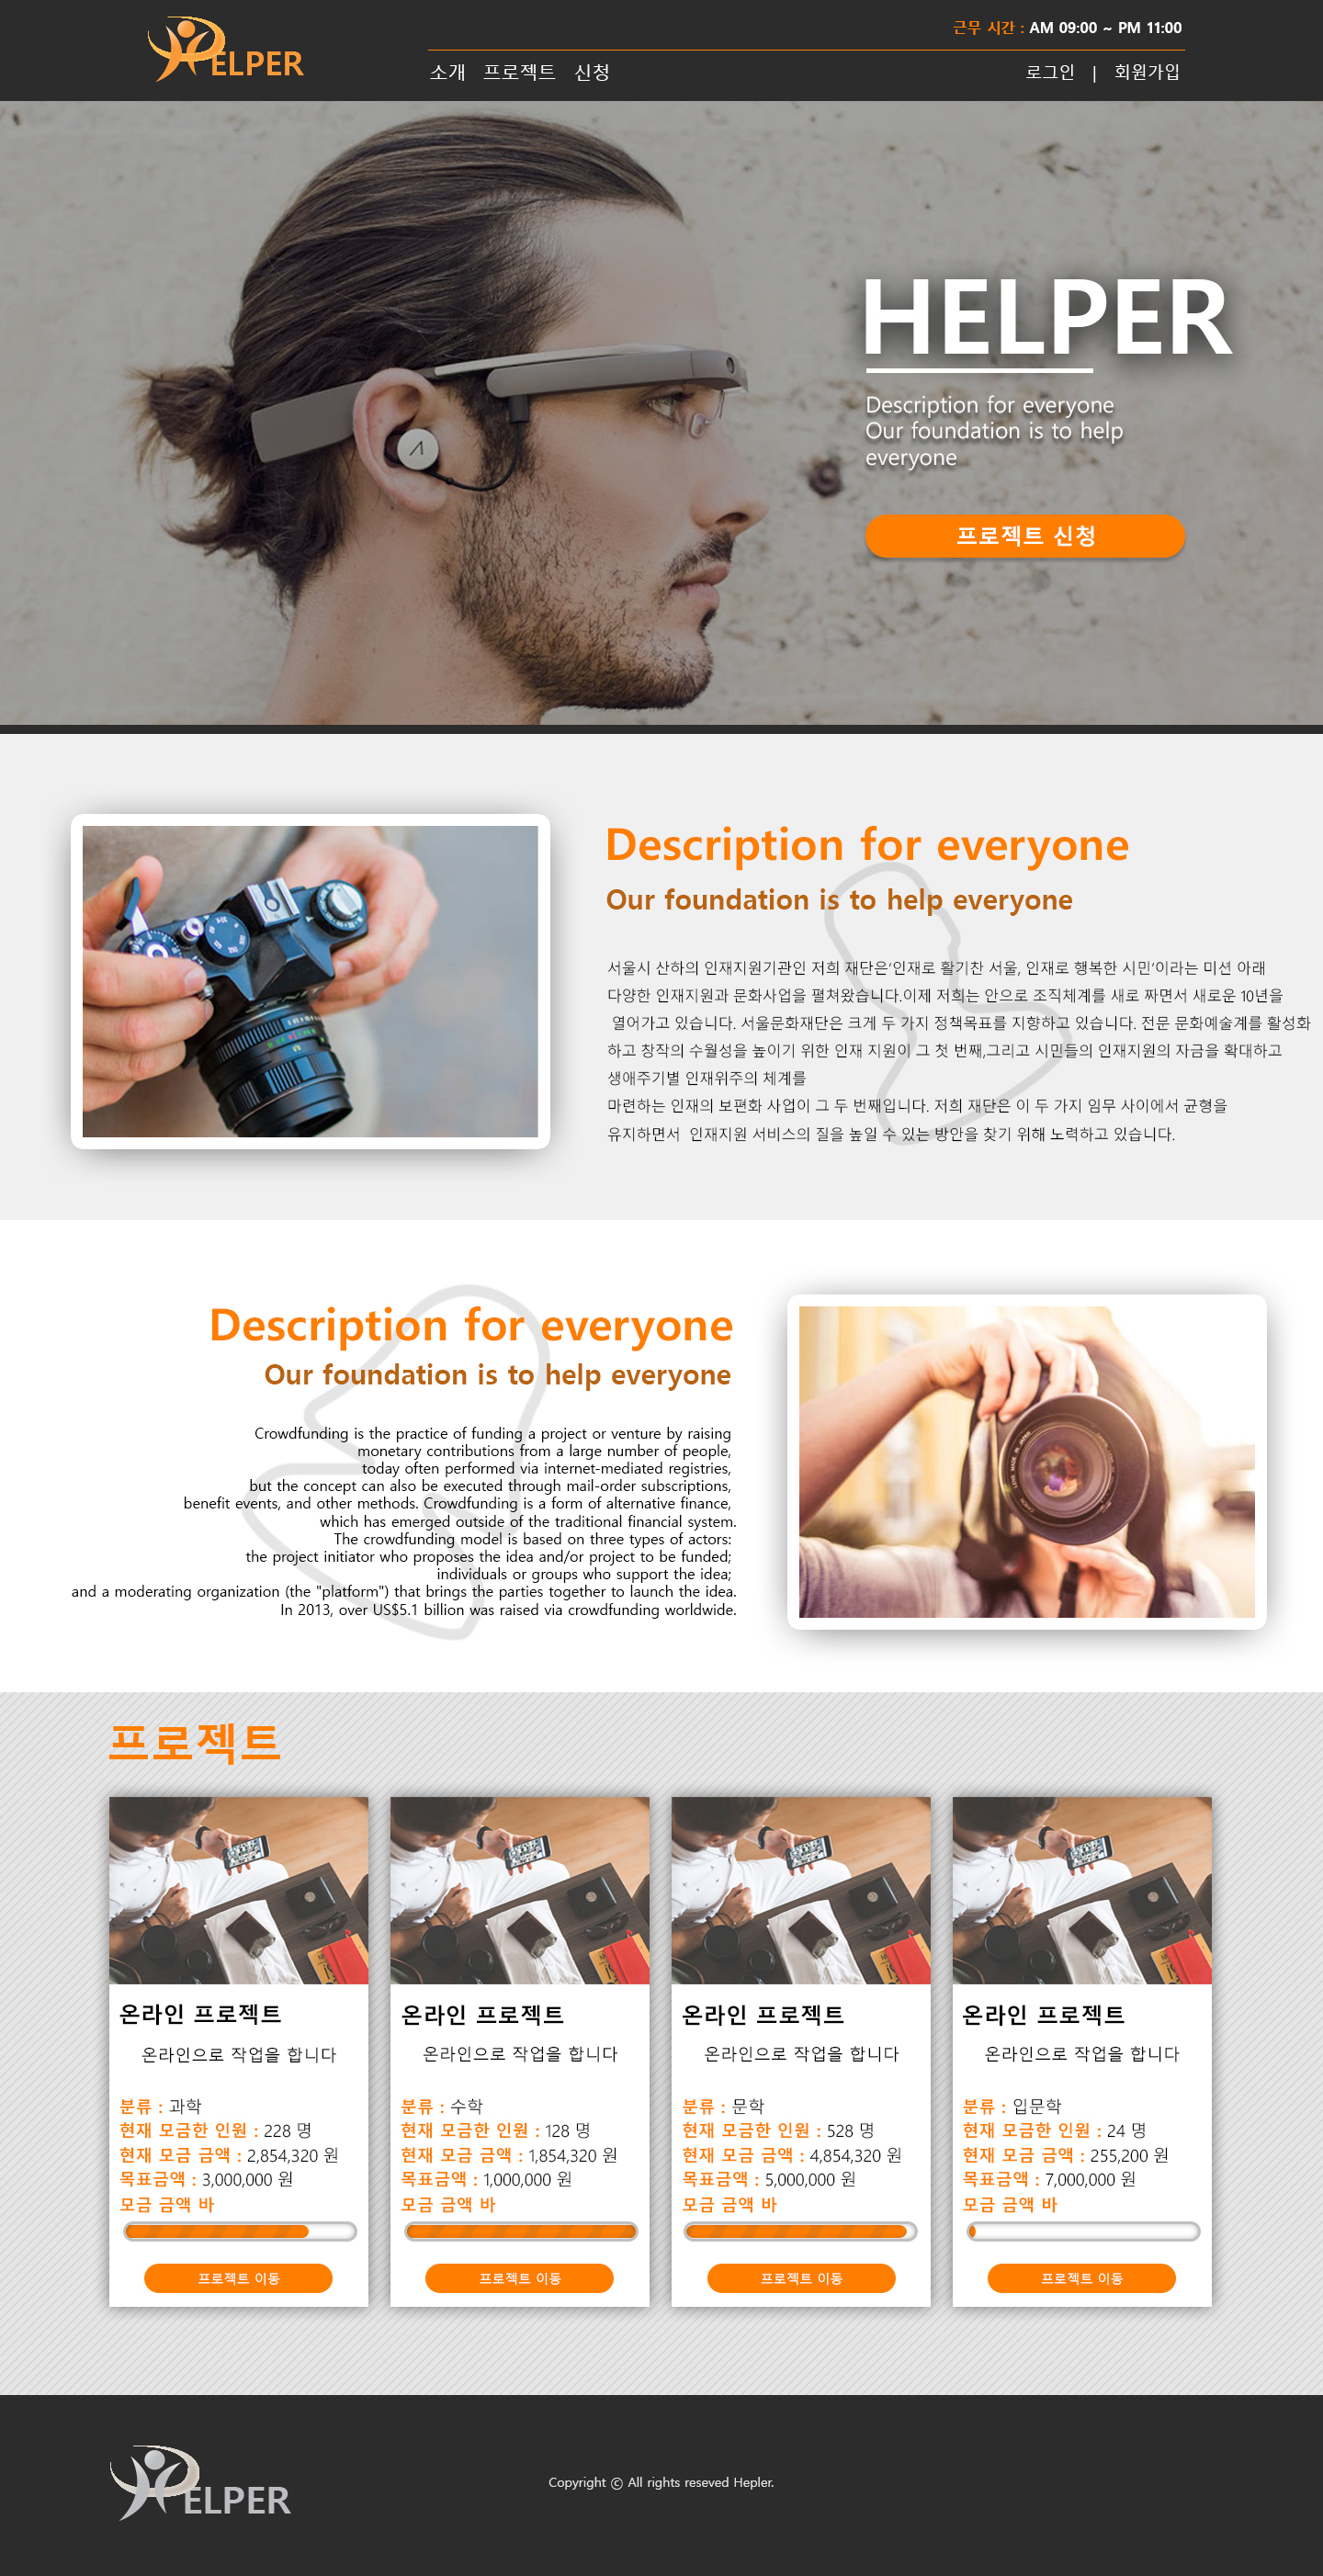 ELPER
근무 시간 : AM 09:00 ~ PM 11:00
소개 프로젝트 신청
로그인 | 회원가입
HELPER
Description for everyone
Our foundation is to help
everyone
프로젝트 신청
Description for everyone
Our foundation is to help everyone
서울시 산하의 인재지원기관인 저희 재단은‘인재로 활기찬 서울, 인재로 행복한 시민’이라는 미션 아래
다양한 인재지원과 문화사업을 펼쳐왔습니다.이제 저희는 안으로 조직체계를 새로 짜면서 새로운 10년을
열어가고 있습니다. 서울문화재단은 크게 두 가지 정책목표를 지향하고 있습니다. 전문 문화예술계를 활성화
하고 창작의 수월성을 높이기 위한 인재 지원이 그 첫 번째,그리고 시민들의 인재지원의 자금을 확대하고
생애주기별 인재위주의 체계를
마련하는 인재의 보편화 사업이 그 두 번째입니다. 저희 재단은 이 두 가지 임무 사이에서 균형을
유지하면서 인재지원 서비스의 질을 높일 수 있는 방안을 찾기 위해 노력하고 있습니다.
Description for everyone
Our foundation is to help everyone
Crowdfunding is the practice of funding a project or venture by raising
monetary contributions from a large number of people,
today often performed via internet-mediated registries,
but the concept can also be executed through mail-order subscriptions,
benefit events, and other methods. Crowdfunding is a form of alternative finance,
which has emerged outside of the traditional financial system.
The crowdfunding model is based on three types of actors:
the project initiator who proposes the idea and/or project to be funded;
individuals or groups who support the idea;
and a moderating organization (the "platform") that brings the parties together to launch the idea.
In 2013, over US$5.1 billion was raised via crowdfunding worldwide.
프로젝트
온라인 프로젝트
온라인으로 작업을 합니다
분류 : 과학
현재 모금한 인원 : 228 명
현재 모금 금액 : 2,854,320 원
목표금액 : 3,000,000 원
모금 금액 바
프로젝트 이동
온라인 프로젝트
온라인으로 작업을 합니다
분류 : 수학
현재 모금한 인원 : 128 명
현재 모금 금액 : 1,854,320 원
목표금액 : 1,000,000 원
모금 금액 바
프로젝트 이동
온라인 프로젝트
온라인으로 작업을 합니다
분류 : 문학
현재 모금한 인원 : 528 명
현재 모금 금액 : 4,854,320 원
목표금액 : 5,000,000 원
모금 금액 바
프로젝트 이동
온라인 프로젝트
온라인으로 작업을 합니다
분류 : 입문학
현재 모금한 인원 : 24 명
현재 모금 금액 : 255,200 원
목표금액 : 7,000,000 원
모금 금액 바
프로젝트 이동
ELPER
Copyright ⓒ All rights reseved Hepler.